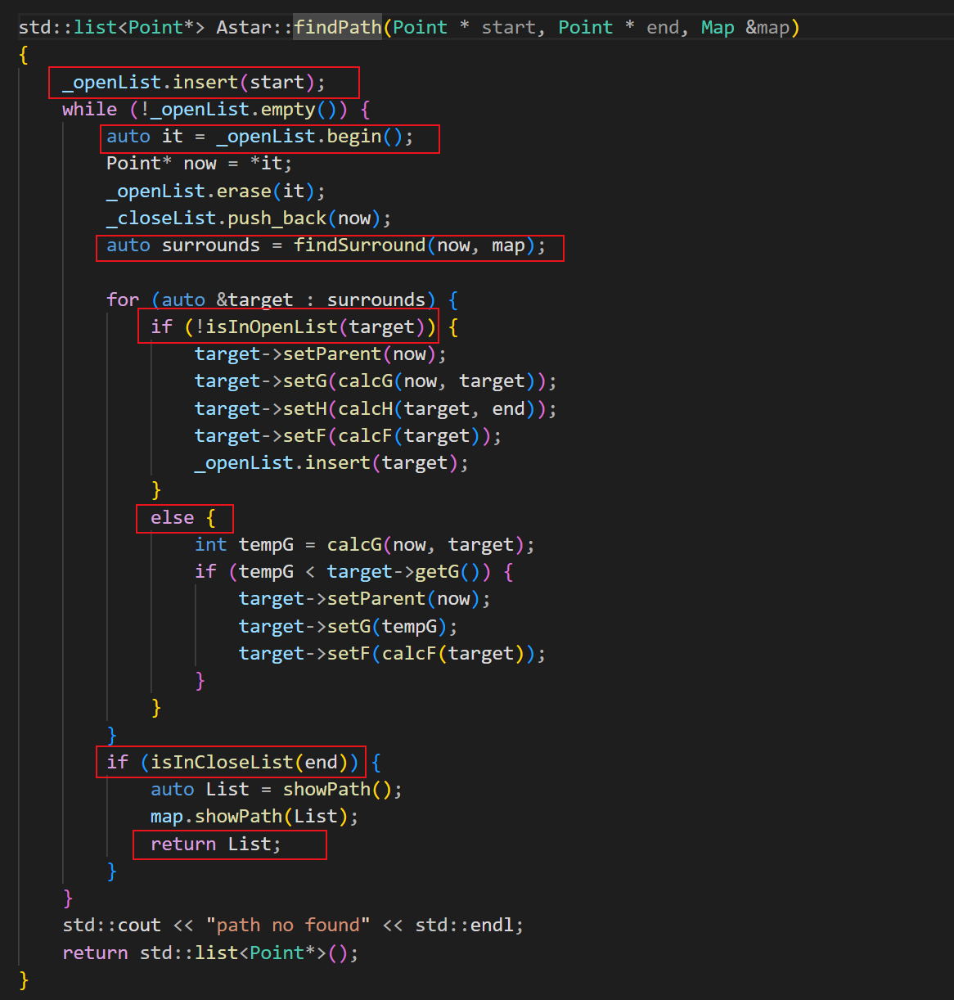 std::list<Point*> Astar::findPath(Point * start, Point * end, Map &map)
{
    _openList.insert(start);
    while (!_openList.empty()) {
        auto it = _openList.begin();
        Point* now = *it;
        _openList.erase(it);
        _closeList.push_back(now);
        auto surrounds = findSurround(now, map);

        for (auto &target : surrounds) {
            if (!isInOpenList(target)) {
                target->setParent(now);
                target->setG(calcG(now, target));
                target->setH(calcH(target, end));
                target->setF(calcF(target));
                _openList.insert(target);
            }
            else {
                int tempG = calcG(now, target);
                if (tempG < target->getG()) {
                    target->setParent(now);
                    target->setG(tempG);
                    target->setF(calcF(target));
                }
            }
        }
        if (isInCloseList(end)) {
            auto List = showPath();
            map.showPath(List);
            return List;
        }
    }
    std::cout << "path no found" << std::endl;
    return std::list<Point*>();
}